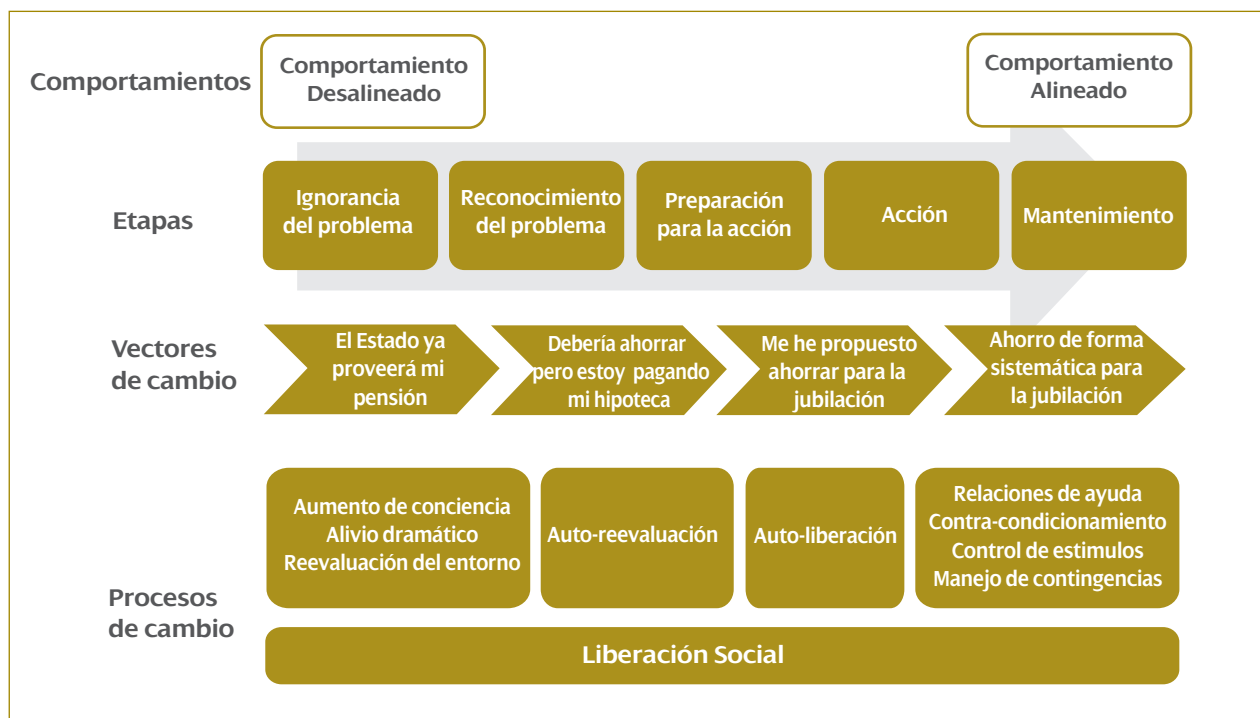 Comportamientos
Comportamiento
Desalineado
Comportamiento
Alineado
Etapas
Ignorancia
del problema
Reconocimiento
del problema
Preparación
para la acción
Acción
Mantenimiento
Vectores
de cambio
El Estado ya
proveerá mi
pensión
Debería ahorrar
pero estoy pagando
mi hipoteca
Me he propuesto
ahorrar para la
jubilación
Ahorro de forma
sistemática para
la jubilación
Procesos
de cambio
Aumento de conciencia
Alivio dramático
Reevaluación del entorno
Auto-reevaluación
Auto-liberación
Relaciones de ayuda
Contra-condicionamiento
Control de estimulos
Manejo de contingencias
Liberación Social